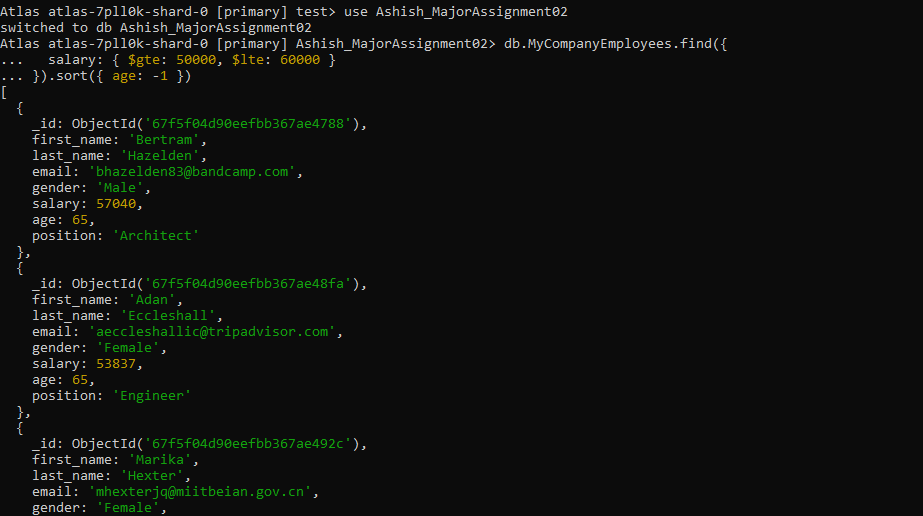 Atlas atlas-7pll0k-shard-0 [primary] test> use Ashish_MajorAssignment02
switched to db Ashish_MajorAssignment02
Atlas atlas-7pll0k-shard-0 [primary] Ashish_MajorAssignment02> db.MyCompanyEmployees.find({
...   salary: { $gte: 50000, $lte: 60000 }
... }).sort({ age: -1 })
[
  {
    _id: ObjectId('67f5f04d90eefbb367ae4788'),
    first_name: 'Bertram',
    last_name: 'Hazelden',
    email: 'bhazelden83@bandcamp.com',
    gender: 'Male',
    salary: 57040,
    age: 65,
    position: 'Architect'
  },
  {
    _id: ObjectId('67f5f04d90eefbb367ae48fa'),
    first_name: 'Adan',
    last_name: 'Eccleshall',
    email: 'aeccleshallic@tripadvisor.com',
    gender: 'Female',
    salary: 53837,
    age: 65,
    position: 'Engineer'
  },
  {
    _id: ObjectId('67f5f04d90eefbb367ae492c'),
    first_name: 'Marika',
    last_name: 'Hexter',
    email: 'mhexterjq@miitbeian.gov.cn',
    gender: 'Female',